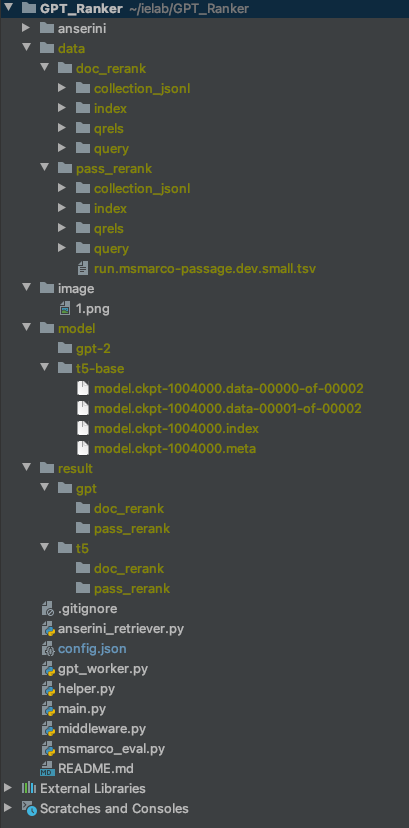 GPT_Ranker ~/ielab/GPT_Ranker
anserini
data
doc_rerank
collection_jsonl
index
qrels
query
pass_rerank
collection_jsonl
index
qrels
query
run.msmarco-passage.dev.small.tsv
image
1.png
model
gpt-2
t5-base
model.ckpt-1004000.data-00000-of-00002
model.ckpt-1004000.data-00001-of-00002
model.ckpt-1004000.index
model.ckpt-1004000.meta
result
gpt
doc_rerank
pass_rerank
t5
doc_rerank
pass_rerank
.gitignore
anserini_retriever.py
config.json
gpt_worker.py
helper.py
main.py
middleware.py
msmarco_eval.py
README.md
External Libraries
Scratches and Consoles